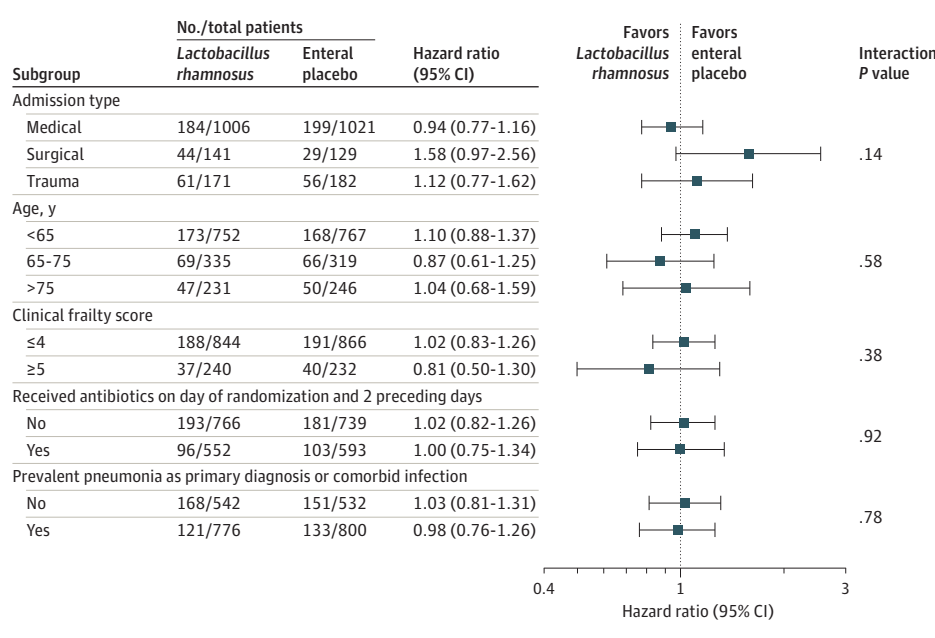 No./total patients
Favors Favors
Lactobacillus Enteral Hazard ratio Lactobacillus enteral Interaction
Subgroup rhamnosus placebo (95% CI) rhamnosus placebo P value
Admission type
Medical 184/1006 199/1021 0.94 (0.77-1.16)
Surgical 44/141 29/129 1.58 (0.97-2.56) .14
Trauma 61/171 56/182 1.12 (0.77-1.62)
Age, y
<65 173/752 168/767 1.10 (0.88-1.37)
65-75 69/335 66/319 0.87 (0.61-1.25) .58
>75 47/231 50/246 1.04 (0.68-1.59)
Clinical frailty score
≤4 188/844 191/866 1.02 (0.83-1.26)
.38
≥5 37/240 40/232 0.81 (0.50-1.30)
Received antibiotics on day of randomization and 2 preceding days
No 193/766 181/739 1.02 (0.82-1.26)
.92
Yes 96/552 103/593 1.00 (0.75-1.34)
Prevalent pneumonia as primary diagnosis or comorbid infection
No 168/542 151/532 1.03 (0.81-1.31)
.78
Yes 121/776 133/800 0.98 (0.76-1.26)
0.4 1 3
Hazard ratio (95% CI)